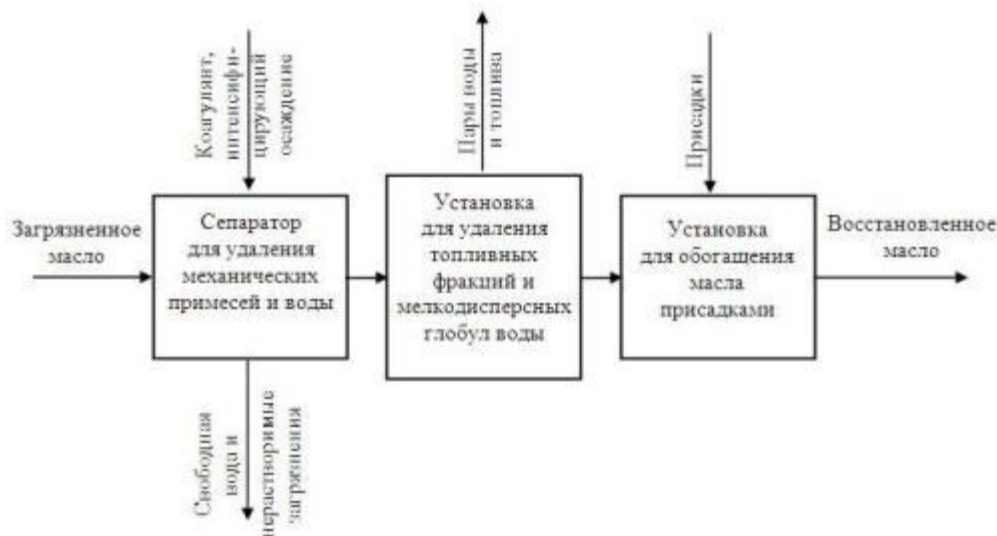 Коагулянт,
интенсифи-
цирующий
осаждение
Пары воды
и топлива
Присадки
Загрязненное
масло
Сепаратор
для удаления
механических
примесей и воды
Установка
для удаления
топливных
фракций и
мелкодисперсных
глобул воды
Установка
для обогащения
масла
присадками
Восстановленное
масло
Свободная
вода и
нерастворимые
загрязнения